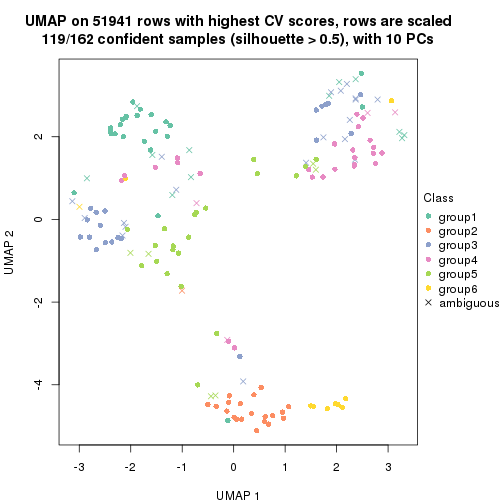 UMAP on 51941 rows with highest CV scores, rows are scaled
119/162 confident samples (silhouette > 0.5), with 10 PCs
UMAP 2
2
0
-2
-4
-3
-2
-1
0
1
2
3
UMAP 1
Class
group1
group2
group3
group4
group5
group6
ambiguous